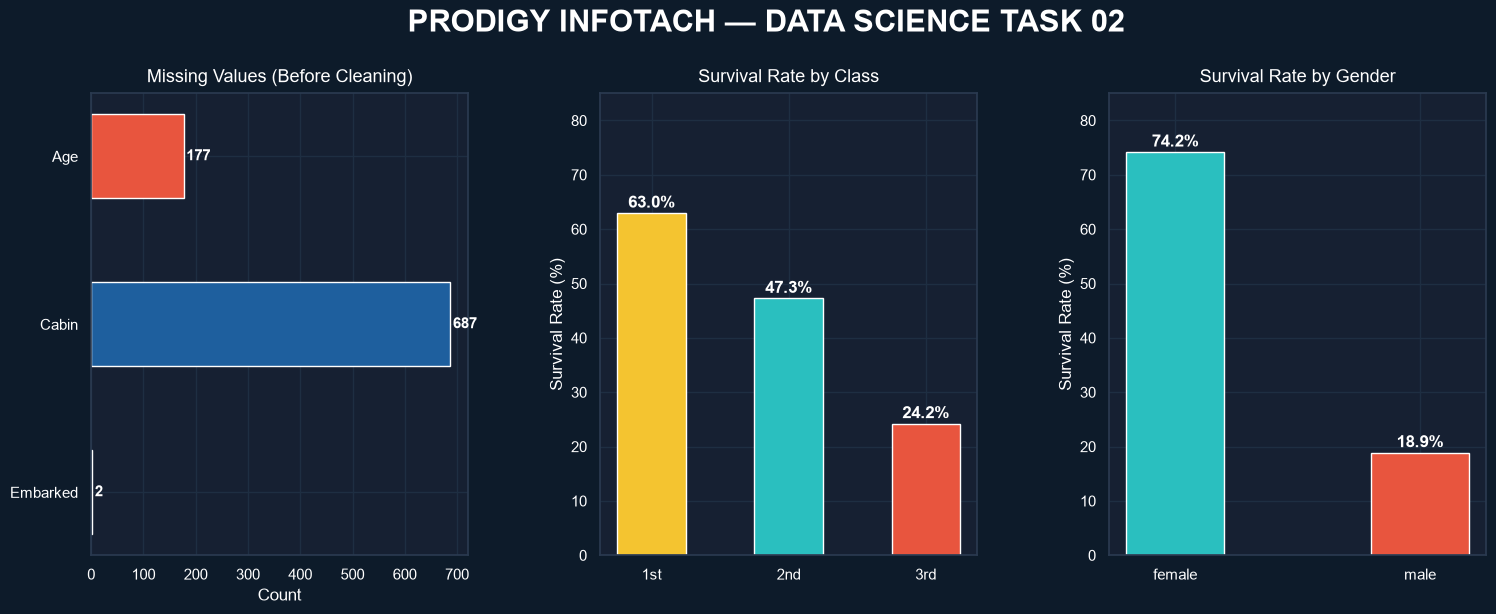 PRODIGY INFOTACH — DATA SCIENCE TASK 02
Missing Values (Before Cleaning)
Age
177
Cabin
687
Embarked
2
0 100 200 300 400 500 600 700
Count
Survival Rate by Class
Survival Rate (%)
80
70
60
50
40
30
20
10
0
63.0%
47.3%
24.2%
1st 2nd 3rd
Survival Rate by Gender
Survival Rate (%)
80
70
60
50
40
30
20
10
0
74.2%
18.9%
female male